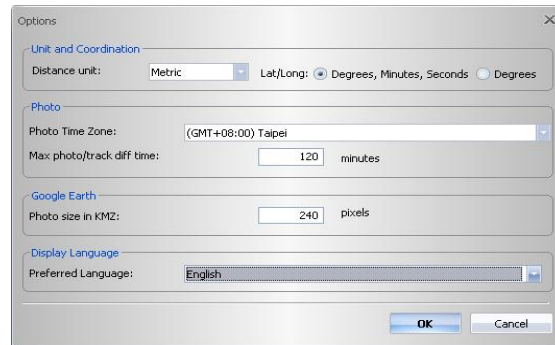 Options
Unit and Coordination
Distance unit: Metric Lat/Long: Degrees, Minutes, Seconds Degrees
Photo
Photo Time Zone: (GMT+08:00) Taipei
Max photo/track diff time: 120 minutes
Google Earth
Photo size in KMZ: 240 pixels
Display Language
Preferred Language: English
OK Cancel